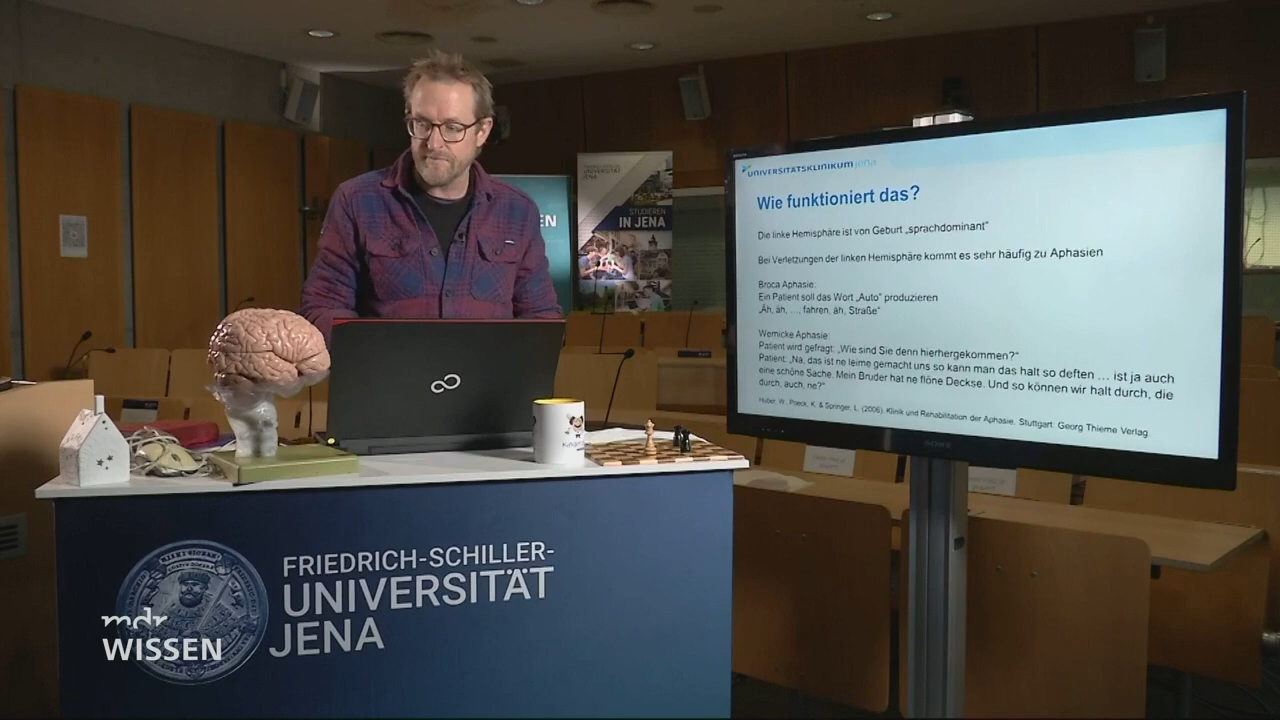 UNIVERSITÄTSKLINIKUM jena
Wie funktioniert das?
Die linke Hemisphäre ist von Geburt „sprachdominant“
Bei Verletzungen der linken Hemisphäre kommt es sehr häufig zu Aphasien
Broca Aphasie:
Ein Patient soll das Wort „Auto“ produzieren
„Äh, äh, …, fahren, äh, Straße“
Wernicke Aphasie:
Patient wird gefragt: „Wie sind Sie denn hierhergekommen?“
Patient: „Na, das ist ne leime gemacht uns so kann man das halt so deften … ist ja auch
eine schöne Sache. Mein Bruder hat ne flöne Deckse. Und so können wir halt durch, die
durch, auch, ne?“
Huber, W., Poeck, K. & Springer, L. (2006). Klinik und Rehabilitation der Aphasie. Stuttgart: Georg Thieme Verlag.
SONY
UNIVERSITÄT
JENA
STUDIEREN
IN JENA
EN
FRIEDRICH-SCHILLER-
UNIVERSITÄT
JENA
mdr
WISSEN